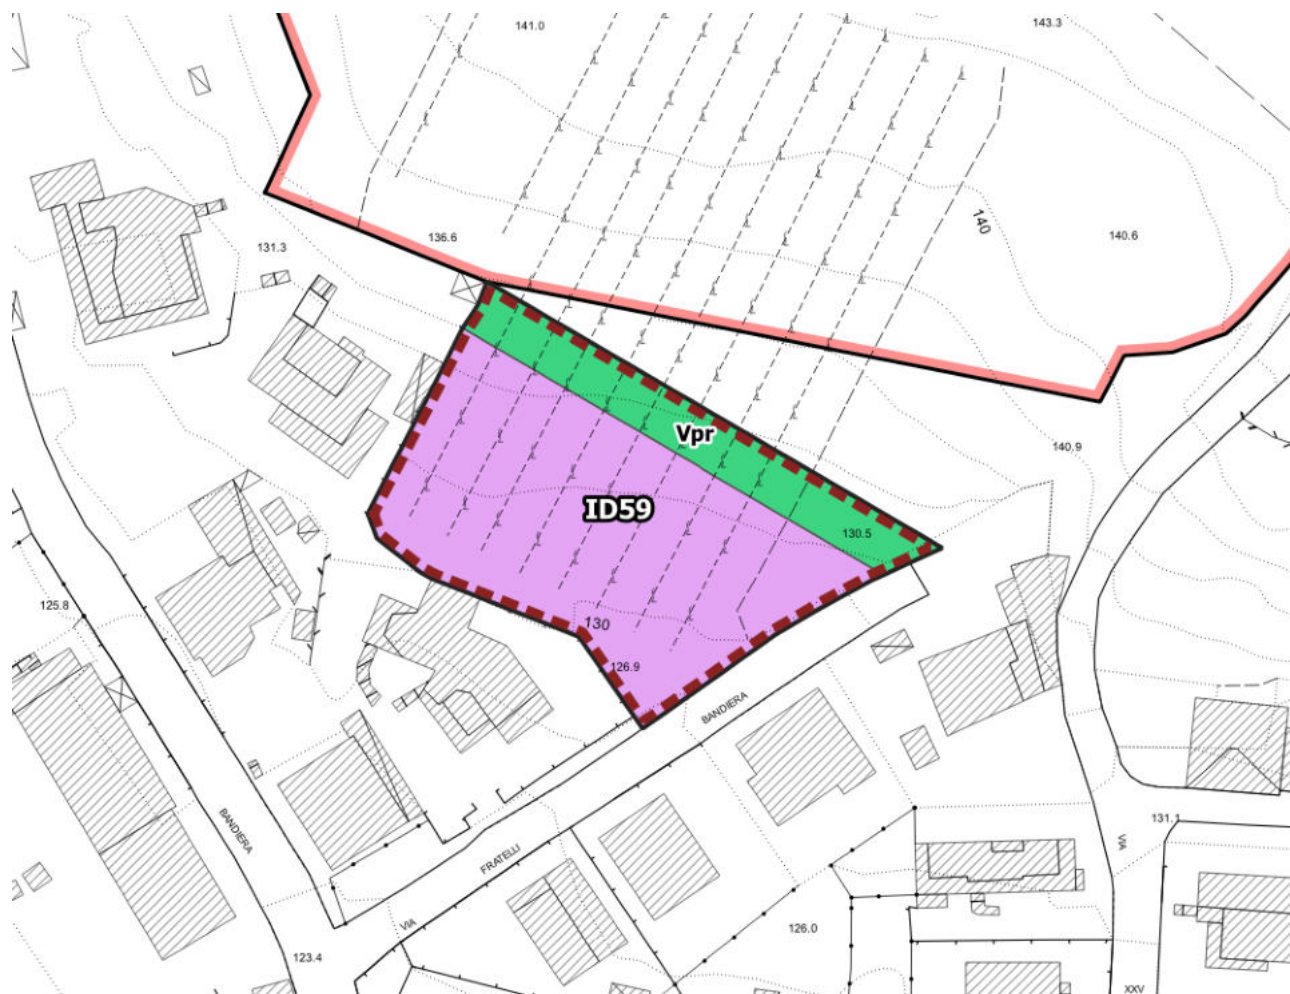 141.0
143.3
140
136.6
140.6
131.3
Vpr
140.9
ID59
130.5
125.8
130
126.9
BANDIERA
BANDIERA
131.1
VIA
FRATELLI
VIA
126.0
123.4
XXV